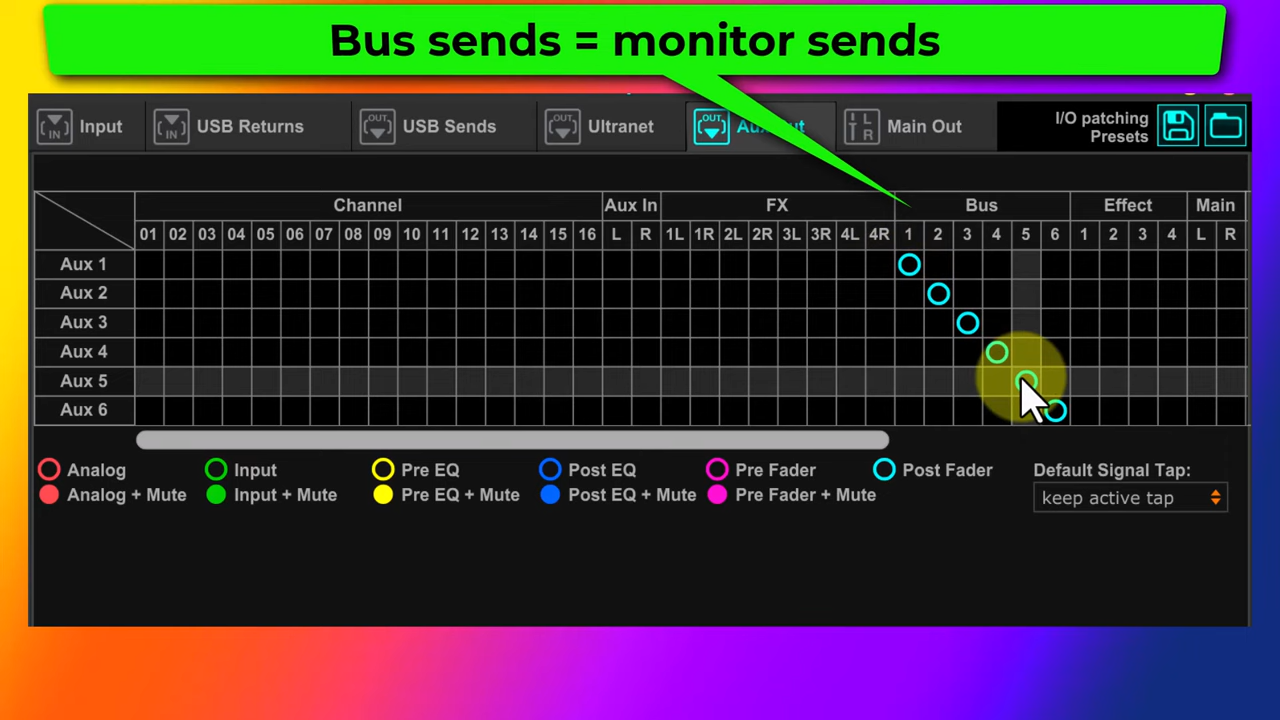 Bus sends = monitor sends
Input USB Returns USB Sends Ultranet Au ut Main Out I/O patching Presets
Channel Aux In FX Bus Effect Main
01 02 03 04 05 06 07 08 09 10 11 12 13 14 15 16 L R 1L 1R 2L 2R 3L 3R 4L 4R 1 2 3 4 5 6 1 2 3 4 L R
Aux 1
Aux 2
Aux 3
Aux 4
Aux 5
Aux 6
Analog Input Pre EQ Post EQ Pre Fader Post Fader Default Signal Tap:
Analog + Mute Input + Mute Pre EQ + Mute Post EQ + Mute Pre Fader + Mute keep active tap